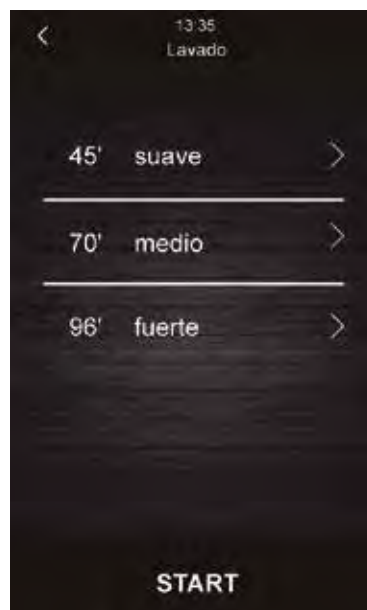 13:35
Lavado
45' suave
70' medio
96' fuerte
START